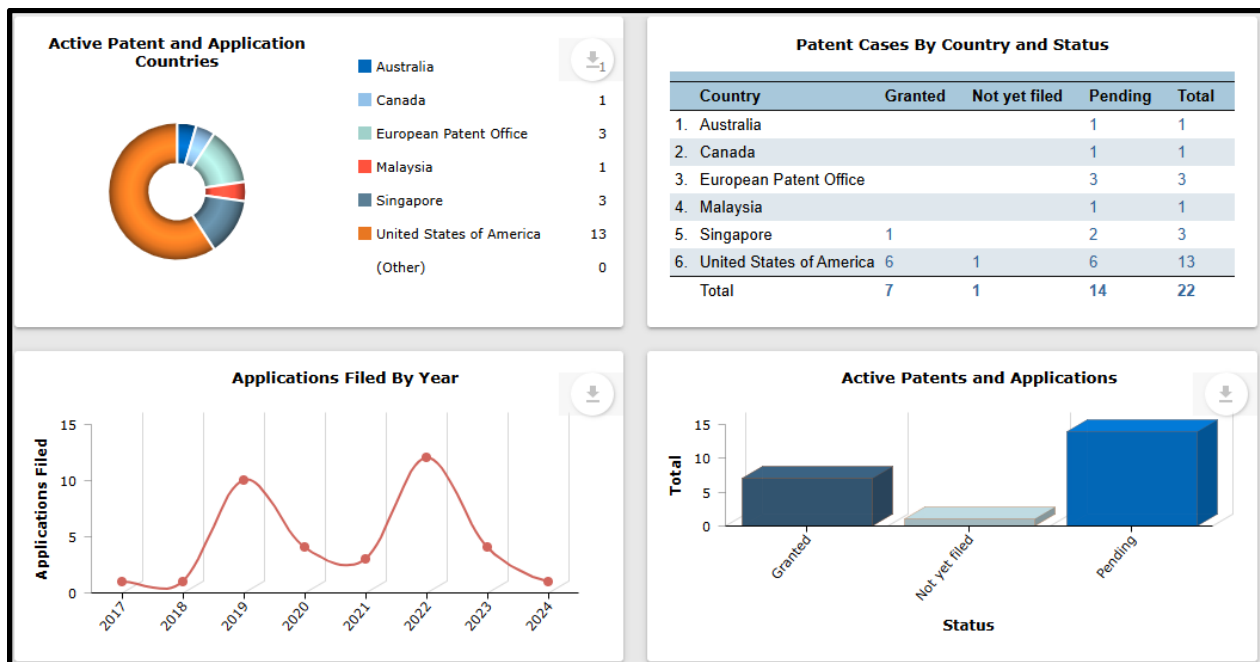 Active Patent and Application
Countries
Australia 1
Canada 1
European Patent Office 3
Malaysia 1
Singapore 3
United States of America 13
(Other) 0
Patent Cases By Country and Status
Country Granted Not yet filed Pending Total
1. Australia 1 1
2. Canada 1 1
3. European Patent Office 3 3
4. Malaysia 1 1
5. Singapore 1 2 3
6. United States of America 6 1 6 13
Total 7 1 14 22
Applications Filed By Year
Applications Filed
15
10
5
0
2017 2018 2019 2020 2021 2022 2023 2024
Active Patents and Applications
Total
15
10
5
0
Granted Not yet filed Pending
Status